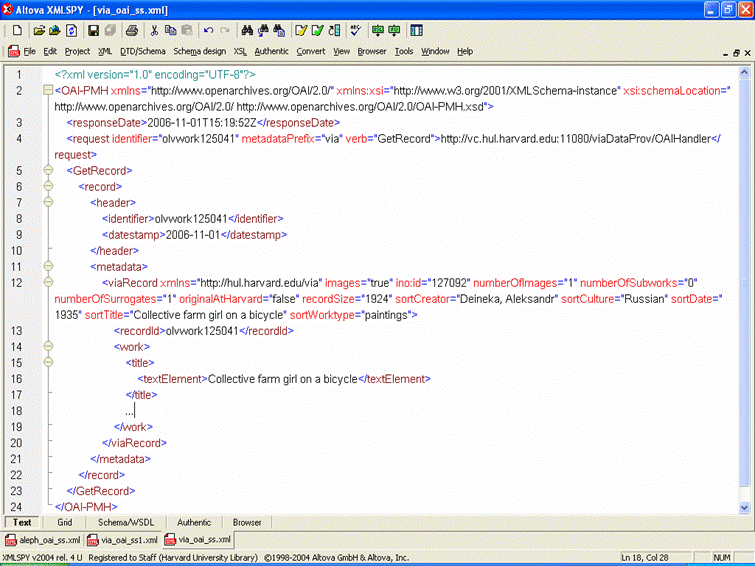 Altova XMLSPY - [via_oai_ss.xml]
File Edit Project XML DTD/Schema Schema design XSL Authentic Convert View Browser Tools Window Help
1 <?xml version="1.0" encoding="UTF-8"?>
2 <OAI-PMH xmlns="http://www.openarchives.org/OAI/2.0/" xmlns:xsi="http://www.w3.org/2001/XMLSchema-instance" xsi:schemaLocation="
http://www.openarchives.org/OAI/2.0/ http://www.openarchives.org/OAI/2.0/OAI-PMH.xsd">
3 <responseDate>2006-11-01T15:19:52Z</responseDate>
4 <request identifier="olvwork125041" metadataPrefix="via" verb="GetRecord">http://vc.hul.harvard.edu:11080/viaDataProv/OAIHandler</
request>
5 <GetRecord>
6 <record>
7 <header>
8 <identifier>olvwork125041</identifier>
9 <datestamp>2006-11-01</datestamp>
10 </header>
11 <metadata>
12 <viaRecord xmlns="http://hul.harvard.edu/via" images="true" ino:id="127092" numberOfImages="1" numberOfSubworks="0"
numberOfSurrogates="1" originalAtHarvard="false" recordSize="1924" sortCreator="Deineka, Aleksandr" sortCulture="Russian" sortDate="
1935" sortTitle="Collective farm girl on a bicycle" sortWorktype="paintings">
13 <recordId>olvwork125041</recordId>
14 <work>
15 <title>
16 <textElement>Collective farm girl on a bicycle</textElement>
17 </title>
18 ...
19 </work>
20 </viaRecord>
21 </metadata>
22 </record>
23 </GetRecord>
24 </OAI-PMH>
Text Grid Schema/WSDL Authentic Browser
aleph_oai_ss.xml via_oai_ss1.xml via_oai_ss.xml
XMLSPY v2004 rel. 4 U Registered to Staff (Harvard University Library) ©1998-2004 Altova GmbH & Altova, Inc. Ln 18, Col 28 NUM